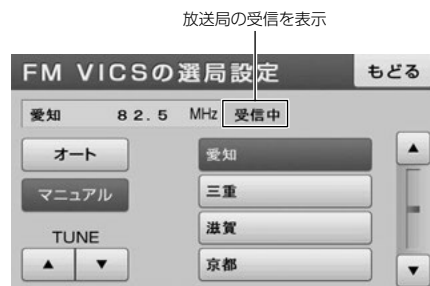 放送局の受信を表示
FM VICSの選局設定 もどる
愛知 82.5 MHz 受信中
オート 愛知
マニュアル 三重
滋賀
TUNE
▲ ▼ 京都